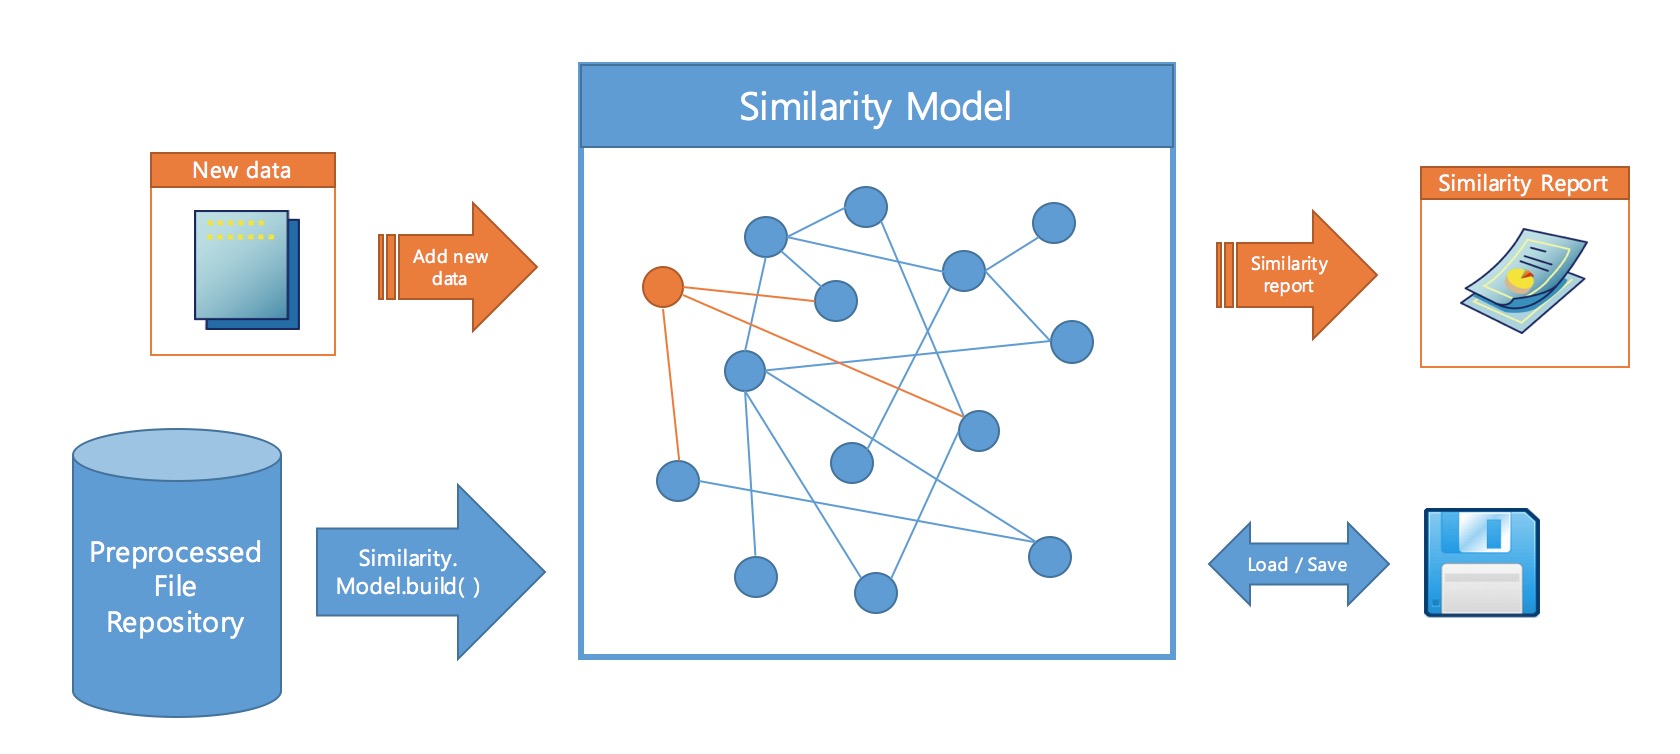 Similarity Model
New data
Add new
data
Similarity
report
Similarity Report
Preprocessed
File
Repository
Similarity.
Model.build( )
Load / Save